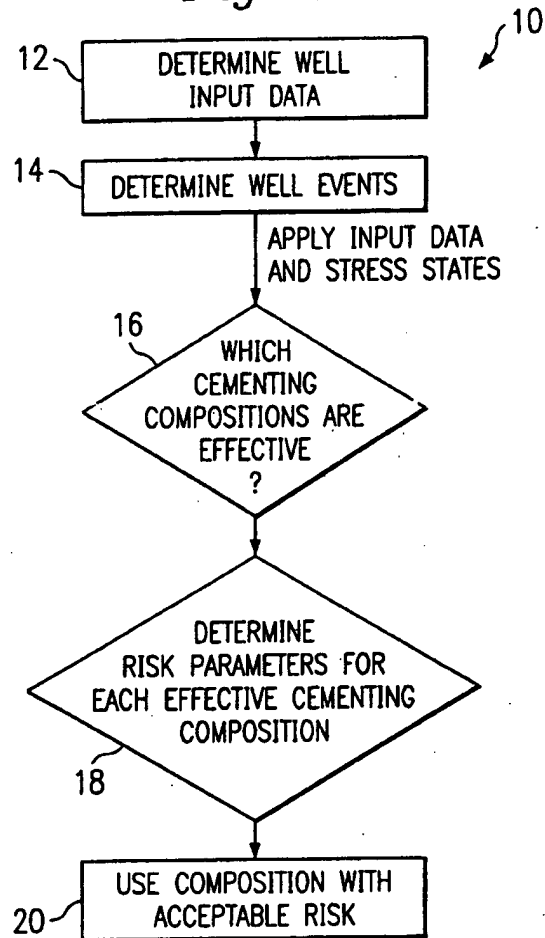 10
12
DETERMINE WELL
INPUT DATA
14
DETERMINE WELL EVENTS
APPLY INPUT DATA
AND STRESS STATES
16
WHICH
CEMENTING
COMPOSITIONS ARE
EFFECTIVE
?
DETERMINE
RISK PARAMETERS FOR
EACH EFFECTIVE CEMENTING
COMPOSITION
18
USE COMPOSITION WITH
ACCEPTABLE RISK
20